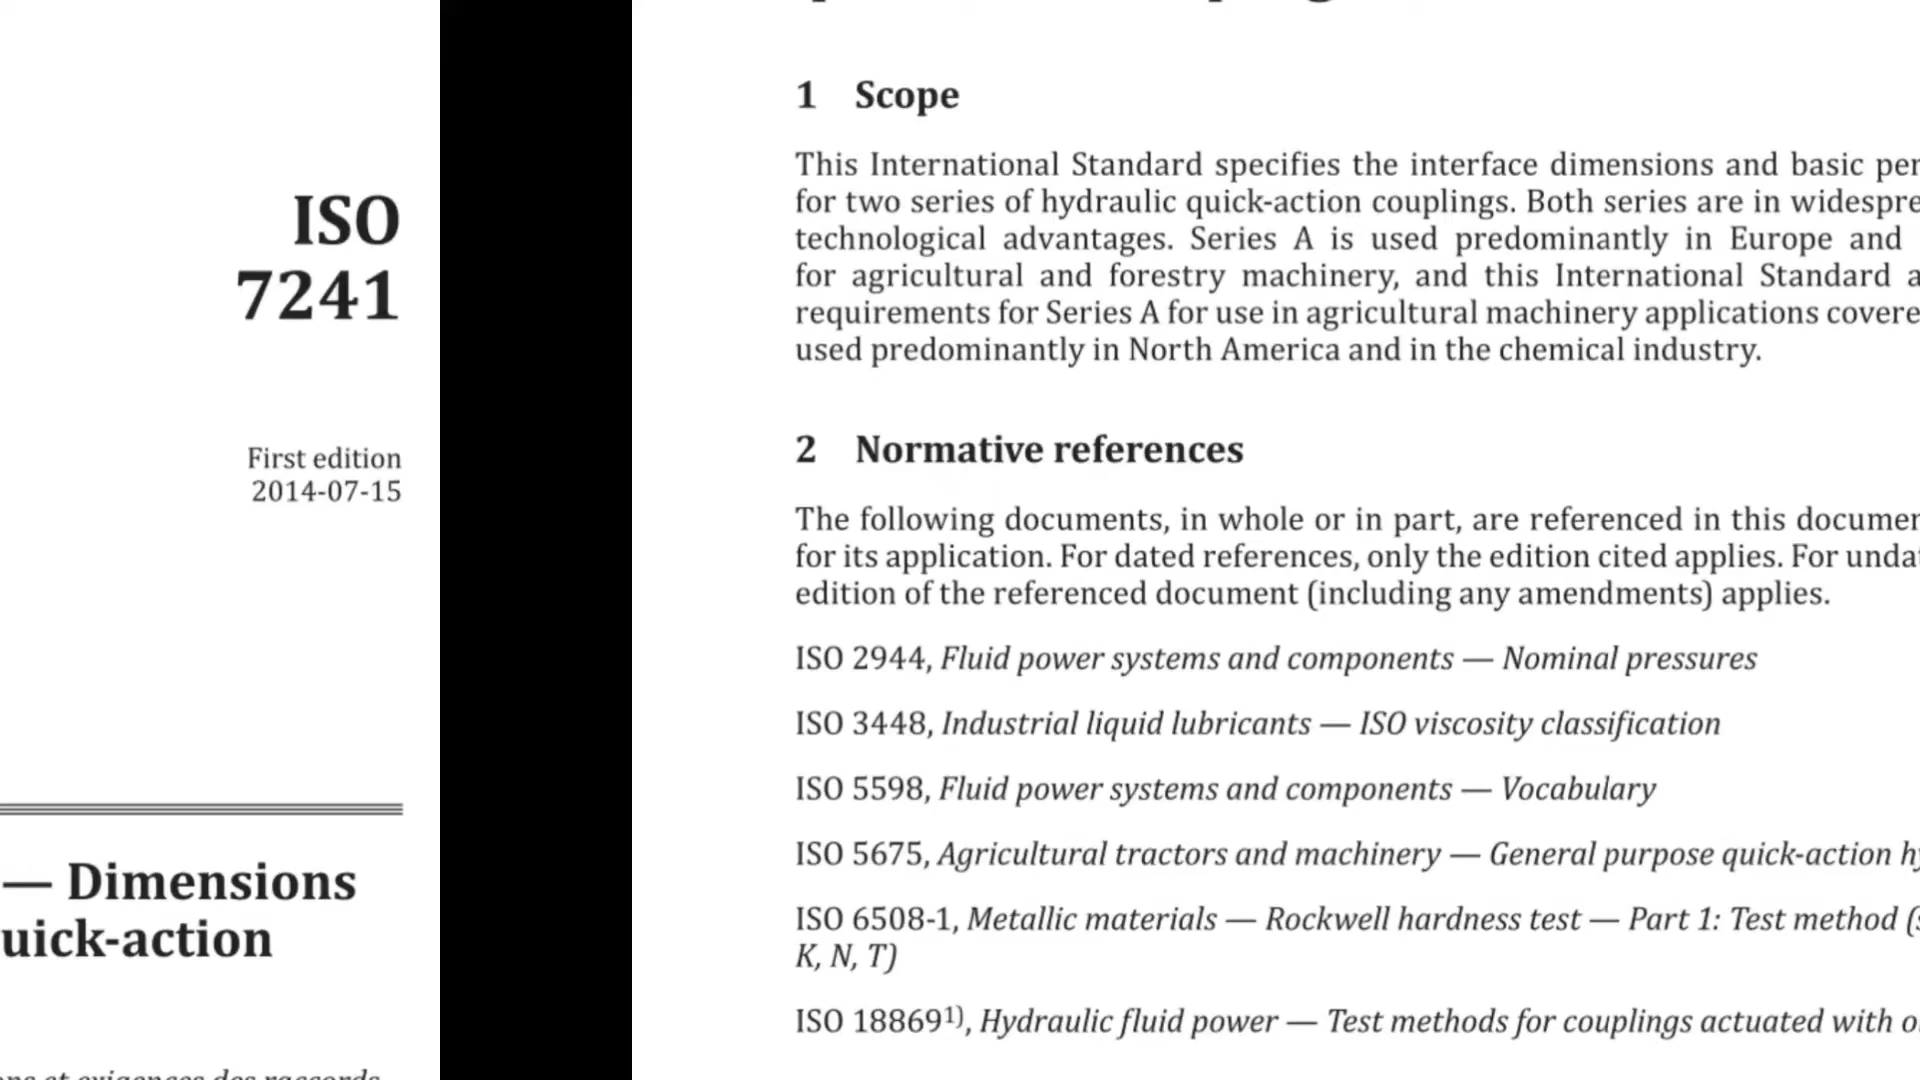 ISO
7241
First edition
2014-07-15
— Dimensions
uick-action
ons et exigences des raccords
1 Scope
This International Standard specifies the interface dimensions and basic per
for two series of hydraulic quick-action couplings. Both series are in widespre
technological advantages. Series A is used predominantly in Europe and
for agricultural and forestry machinery, and this International Standard a
requirements for Series A for use in agricultural machinery applications covere
used predominantly in North America and in the chemical industry.
2 Normative references
The following documents, in whole or in part, are referenced in this documen
for its application. For dated references, only the edition cited applies. For unda
edition of the referenced document (including any amendments) applies.
ISO 2944, Fluid power systems and components — Nominal pressures
ISO 3448, Industrial liquid lubricants — ISO viscosity classification
ISO 5598, Fluid power systems and components — Vocabulary
ISO 5675, Agricultural tractors and machinery — General purpose quick-action hy
ISO 6508-1, Metallic materials — Rockwell hardness test — Part 1: Test method (s
K, N, T)
ISO 18869¹⁾, Hydraulic fluid power — Test methods for couplings actuated with o